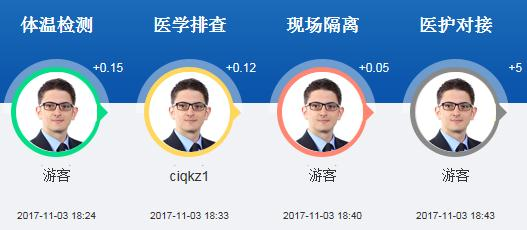 体温检测 医学排查 现场隔离 医护对接
+0.15 +0.12 +0.05 +5
游客 ciqkz1 游客 游客
2017-11-03 18:24 2017-11-03 18:33 2017-11-03 18:40 2017-11-03 18:43